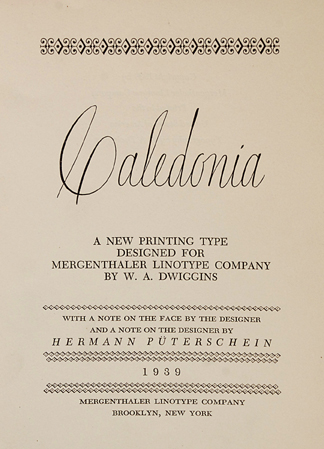 Caledonia
A NEW PRINTING TYPE
DESIGNED FOR
MERGENTHALER LINOTYPE COMPANY
BY W. A. DWIGGINS
WITH A NOTE ON THE FACE BY THE DESIGNER
AND A NOTE ON THE DESIGNER BY
HERMANN PÜTERSCHEIN
1939
MERGENTHALER LINOTYPE COMPANY
BROOKLYN, NEW YORK